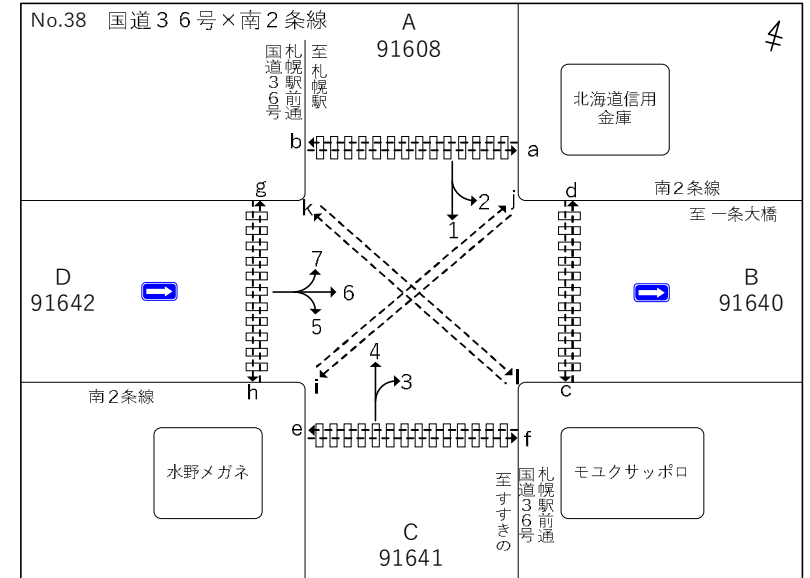 No.38 国道３６号×南２条線
A
91608
国道３６号
札幌駅前通
至 札幌駅
北海道信用
金庫
b
a
g
k
j
d
南２条線
至 一条大橋
2
1
D
91642
7
6
5
B
91640
4
3
h
i
l
c
南２条線
e
f
水野メガネ
モユクサッポロ
至 すすきの
国道３６号
札幌駅前通
C
91641